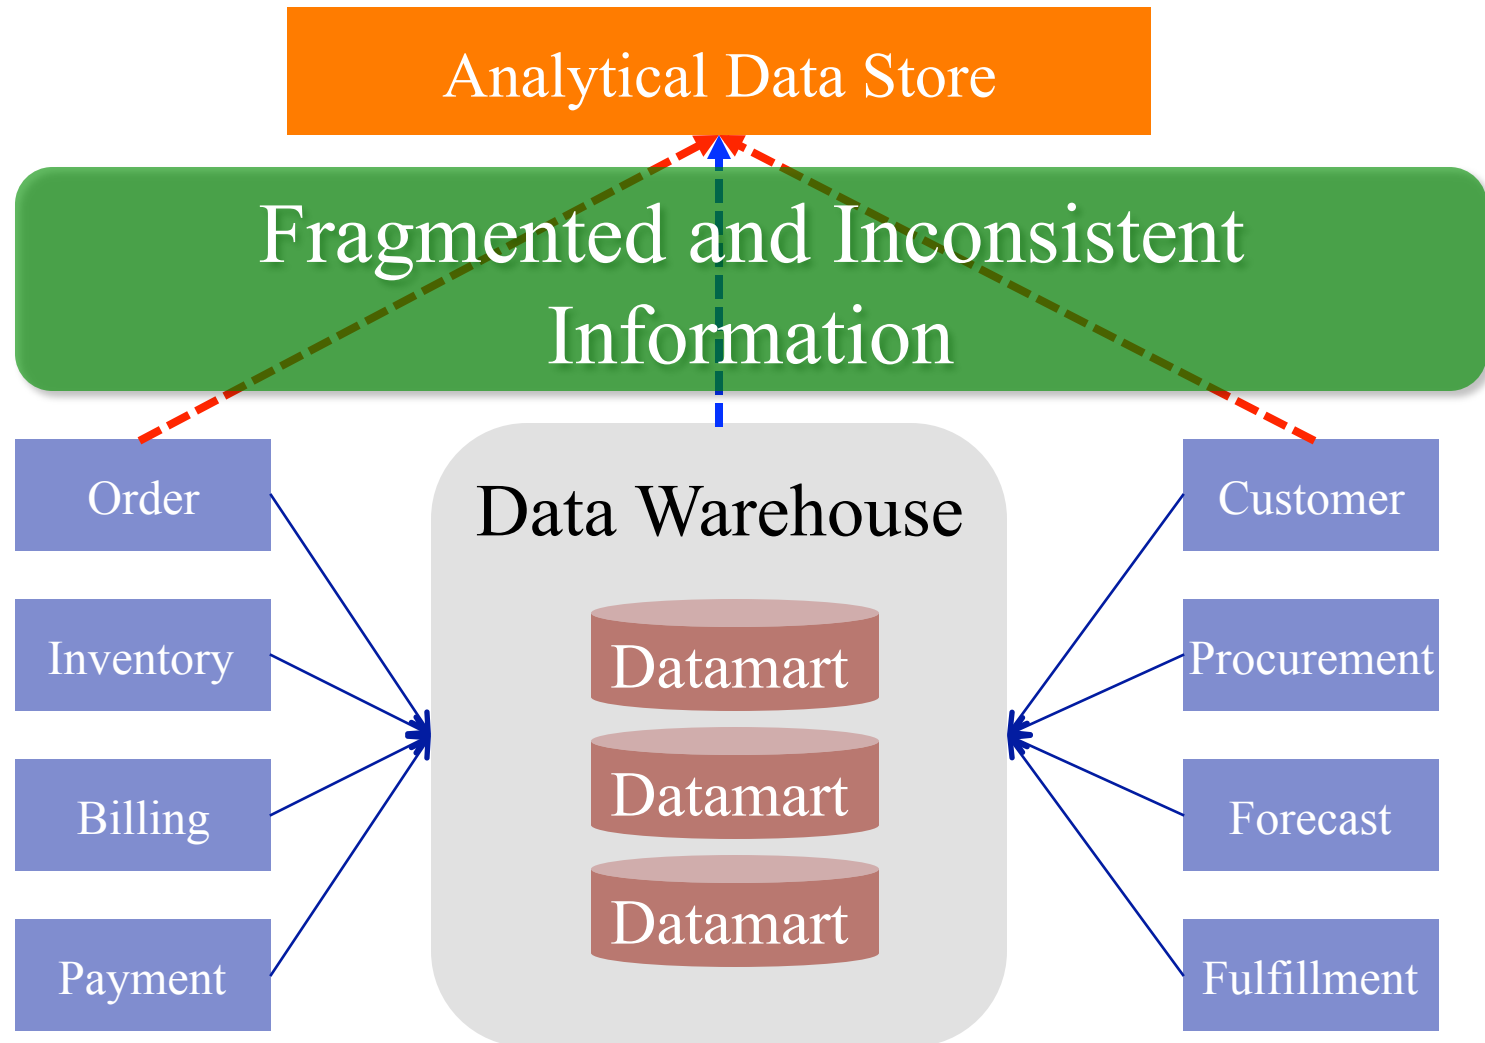 Analytical Data Store
Fragmented and Inconsistent
Information
Order
Inventory
Billing
Payment
Data Warehouse
Datamart
Datamart
Datamart
Customer
Procurement
Forecast
Fulfillment